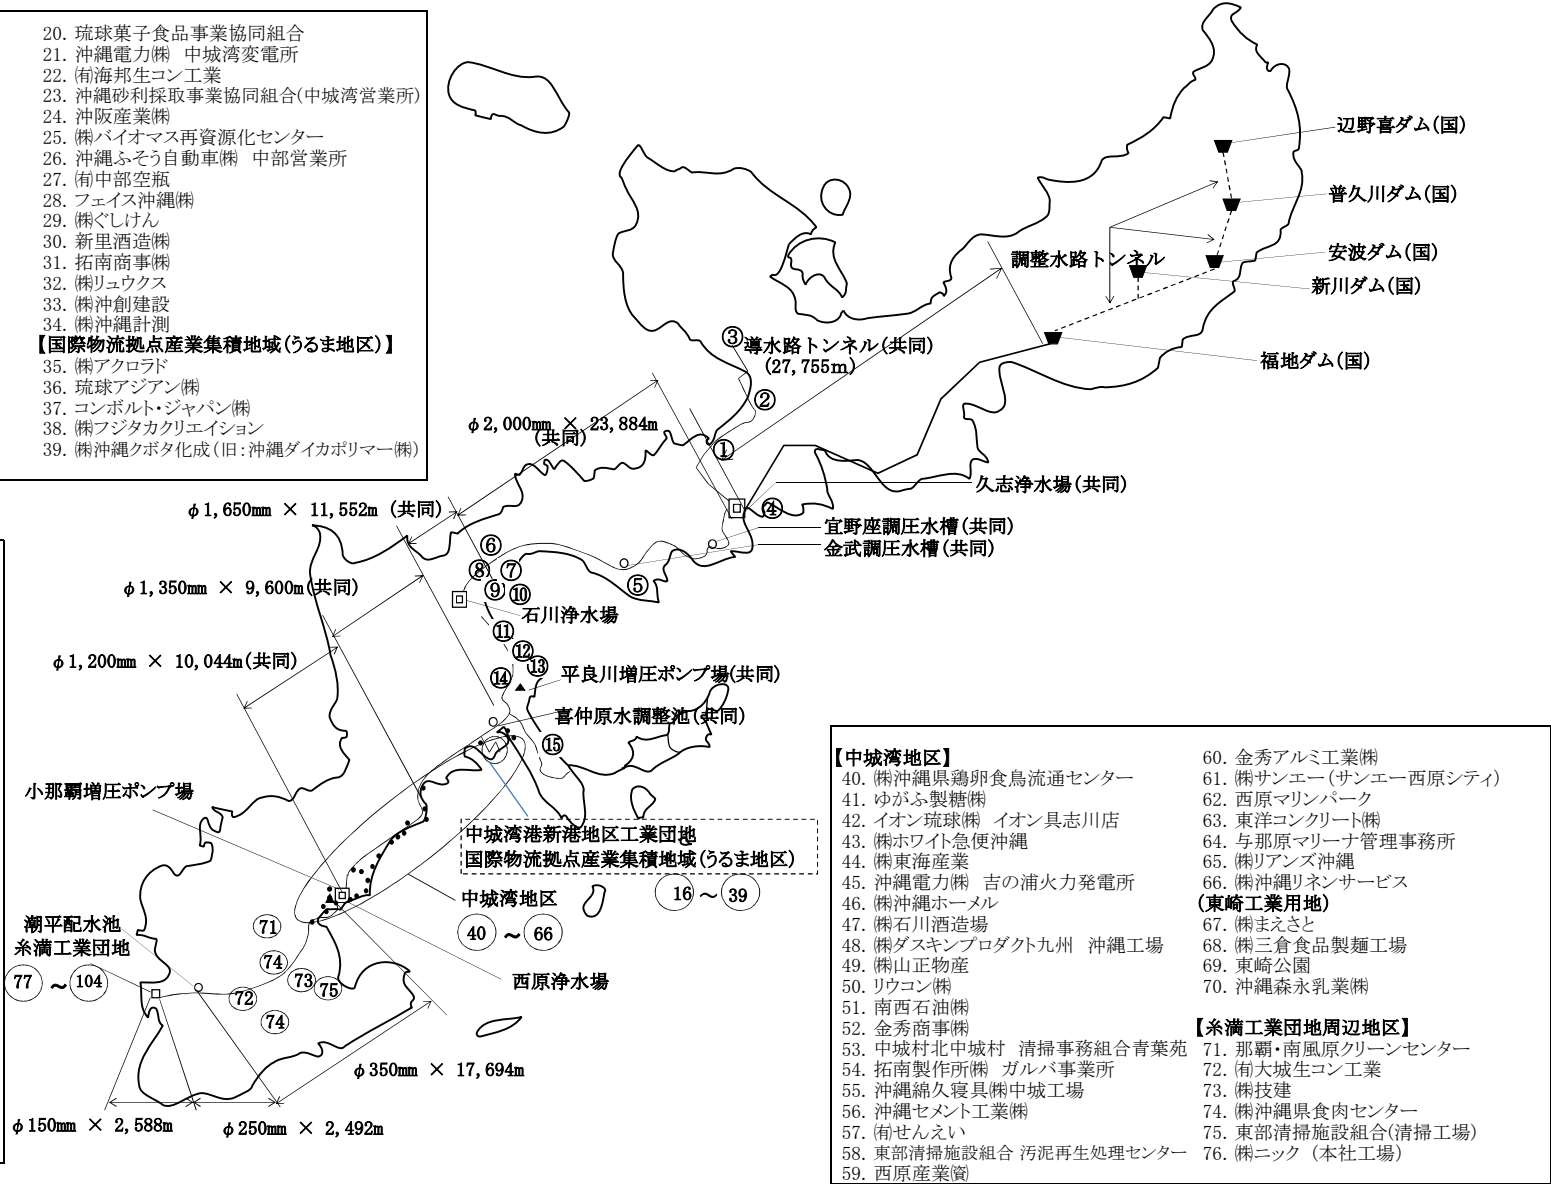 20. 琉球菓子食品事業協同組合
21. 沖縄電力㈱ 中城湾変電所
22. ㈲海邦生コン工業
23. 沖縄砂利採取事業協同組合(中城湾営業所)
24. 沖阪産業㈱
25. ㈱バイオマス再資源化センター
26. 沖縄ふそう自動車㈱ 中部営業所
27. ㈲中部空瓶
28. フェイス沖縄㈱
29. ㈱ぐしけん
30. 新里酒造㈱
31. 拓南商事㈱
32. ㈱リュウクス
33. ㈱沖創建設
34. ㈱沖縄計測
【国際物流拠点産業集積地域(うるま地区)】
35. ㈱アクロラド
36. 琉球アジアン㈱
37. コンボルト・ジャパン㈱
38. ㈱フジタカクリエイション
39. ㈱沖縄クボタ化成(旧:沖縄ダイカポリマー㈱)
辺野喜ダム(国)
普久川ダム(国)
安波ダム(国)
調整水路トンネル
新川ダム(国)
福地ダム(国)
③
導水路トンネル(共同)
(27,755m)
②
φ2,000mm × 23,884m
(共同)
①
久志浄水場(共同)
④
φ1,650mm × 11,552m (共同)
宜野座調圧水槽(共同)
金武調圧水槽(共同)
⑥
⑧ ⑦
⑤
φ1,350mm × 9,600m(共同)
⑨ ⑩
石川浄水場
⑪
⑫
⑬
φ1,200mm × 10,044m(共同)
⑭
平良川増圧ポンプ場(共同)
喜仲原水調整池(共同)
⑮
小那覇増圧ポンプ場
中城湾港新港地区工業団地
国際物流拠点産業集積地域(うるま地区)
16 ～ 39
中城湾地区
40 ～ 66
潮平配水池
糸満工業団地
77 ～ 104
71
74
73
75
72
74
西原浄水場
φ350mm × 17,694m
φ150mm × 2,588m
φ250mm × 2,492m
【中城湾地区】
40. ㈱沖縄県鶏卵食鳥流通センター
41. ゆがふ製糖㈱
42. イオン琉球㈱ イオン具志川店
43. ㈱ホワイト急便沖縄
44. ㈱東海産業
45. 沖縄電力㈱ 吉の浦火力発電所
46. ㈱沖縄ホーメル
47. ㈱石川酒造場
48. ㈱ダスキンプロダクト九州 沖縄工場
49. ㈱山正物産
50. リウコン㈱
51. 南西石油㈱
52. 金秀商事㈱
53. 中城村北中城村 清掃事務組合青葉苑
54. 拓南製作所㈱ ガルバ事業所
55. 沖縄綿久寝具㈱中城工場
56. 沖縄セメント工業㈱
57. ㈲せんえい
58. 東部清掃施設組合 汚泥再生処理センター
59. 西原産業㈾
60. 金秀アルミ工業㈱
61. ㈱サンエー(サンエー西原シティ)
62. 西原マリンパーク
63. 東洋コンクリート㈱
64. 与那原マリーナ管理事務所
65. ㈱リアンズ沖縄
66. ㈱沖縄リネンサービス
(東崎工業用地)
67. ㈱まえさと
68. ㈱三倉食品製麺工場
69. 東崎公園
70. 沖縄森永乳業㈱
【糸満工業団地周辺地区】
71. 那覇・南風原クリーンセンター
72. ㈲大城生コン工業
73. ㈱技建
74. ㈱沖縄県食肉センター
75. 東部清掃施設組合(清掃工場)
76. ㈱ニック (本社工場)